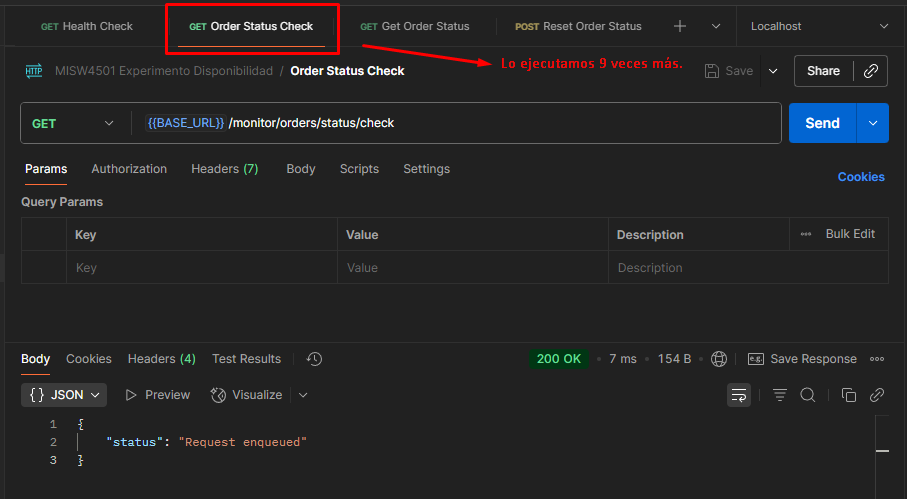 GET Health Check GET Order Status Check GET Get Order Status POST Reset Order Status Localhost
Lo ejecutamos 9 veces más.
HTTP MISW4501 Experimento Disponibilidad / Order Status Check Save Share
GET {{BASE_URL}}/monitor/orders/status/check Send
Params Authorization Headers (7) Body Scripts Settings Cookies
Query Params
Key Value Description Bulk Edit
Key Value Description
Body Cookies Headers (4) Test Results 200 OK • 7 ms • 154 B e.g. Save Response
{} JSON Preview Visualize
1 {
2 "status": "Request enqueued"
3 }